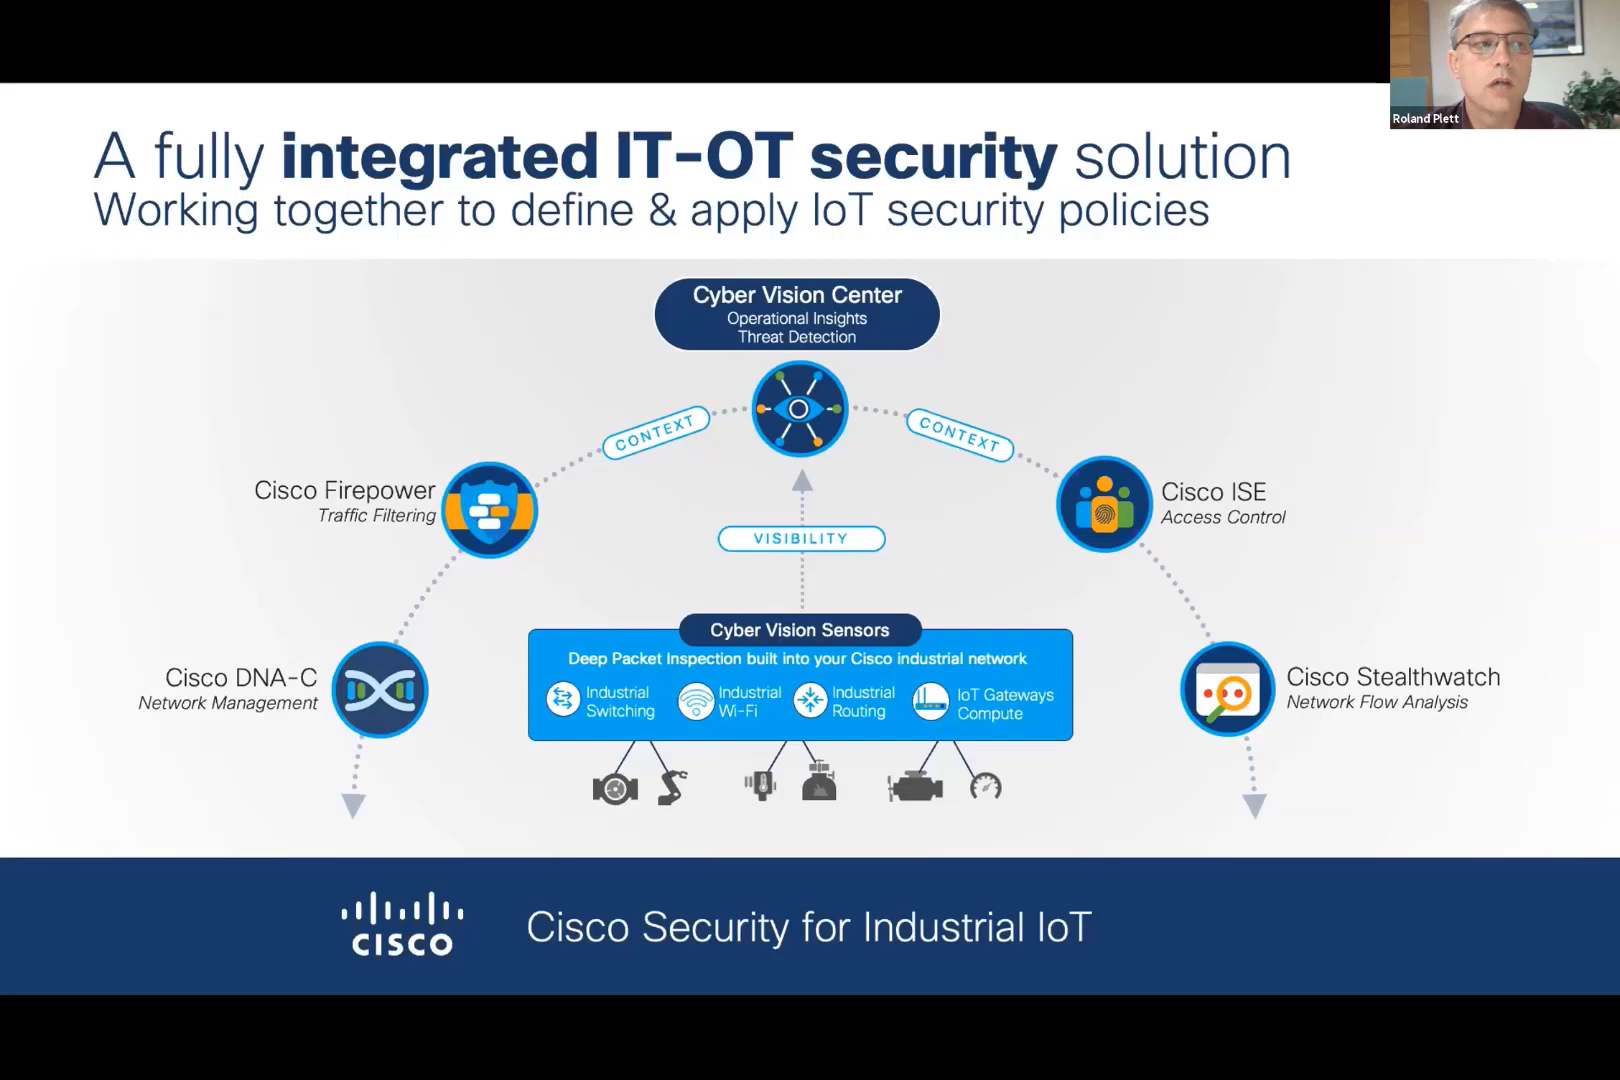 Roland Plett
A fully integrated IT-OT security solution
Working together to define & apply IoT security policies
Cyber Vision Center
Operational Insights
Threat Detection
CONTEXT
CONTEXT
Cisco Firepower
Traffic Filtering
Cisco ISE
Access Control
VISIBILITY
Cyber Vision Sensors
Deep Packet Inspection built into your Cisco industrial network
Industrial
Switching
Industrial
Wi-Fi
Industrial
Routing
IoT Gateways
Compute
Cisco DNA-C
Network Management
Cisco Stealthwatch
Network Flow Analysis
CISCO
Cisco Security for Industrial IoT